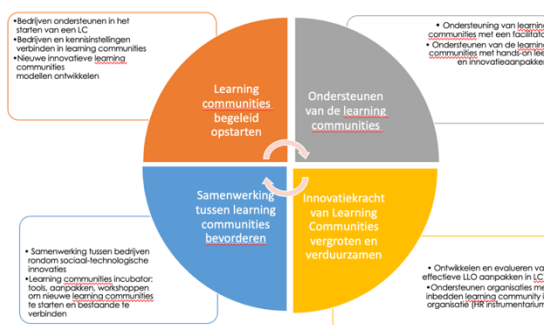 •Bedrijven ondersteunen in het
starten van een LC
•Bedrijven en kennisinstellingen
verbinden in learning communities
•Nieuwe innovatieve learning
communities
modellen ontwikkelen
• Ondersteuning van learning
communities met een
• Ondersteunen van de learning
communities met hands-on
en innovatieaanpakken
Learning
communities
begeleid
opstarten
Ondersteunen
van de learning
communities
Samenwerking
tussen learning
communities
bevorderen
Innovatiekracht
van Learning
Communities
vergroten en
verduurzamen
• Samenwerking tussen bedrijven
rondom sociaal-technologische
innovaties
•Learning communities incubator:
tools, aanpakken, workshoppen
om nieuwe learning communities
te starten en bestaande te
verbinden
• Ontwikkelen en evalueren van
effectieve LLO aanpakken in LC
•Ondersteunen organisaties met
inbedden learning community in
organisatie (HR instrumentarium